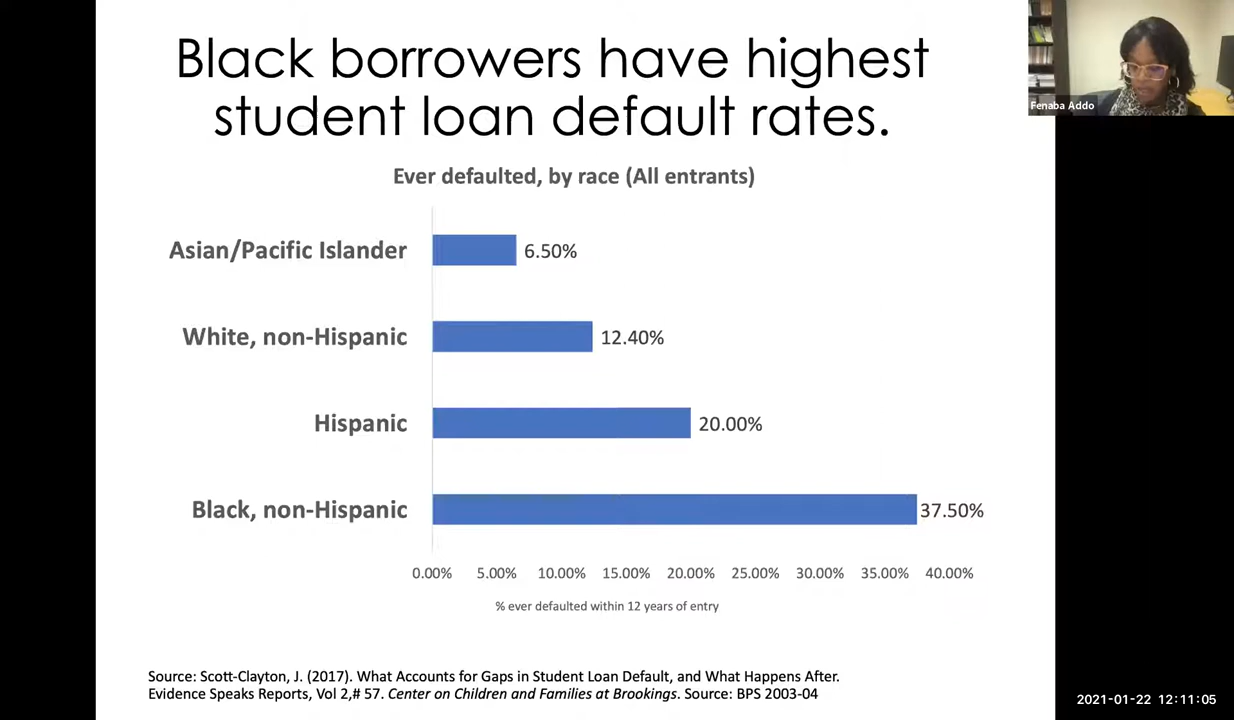 Black borrowers have highest
student loan default rates.
Fenaba Addo
Ever defaulted, by race (All entrants)
Asian/Pacific Islander
6.50%
White, non-Hispanic
12.40%
Hispanic
20.00%
Black, non-Hispanic
37.50%
0.00% 5.00% 10.00% 15.00% 20.00% 25.00% 30.00% 35.00% 40.00%
% ever defaulted within 12 years of entry
Source: Scott-Clayton, J. (2017). What Accounts for Gaps in Student Loan Default, and What Happens After.
Evidence Speaks Reports, Vol 2,# 57. Center on Children and Families at Brookings. Source: BPS 2003-04
2021-01-22 12:11:05